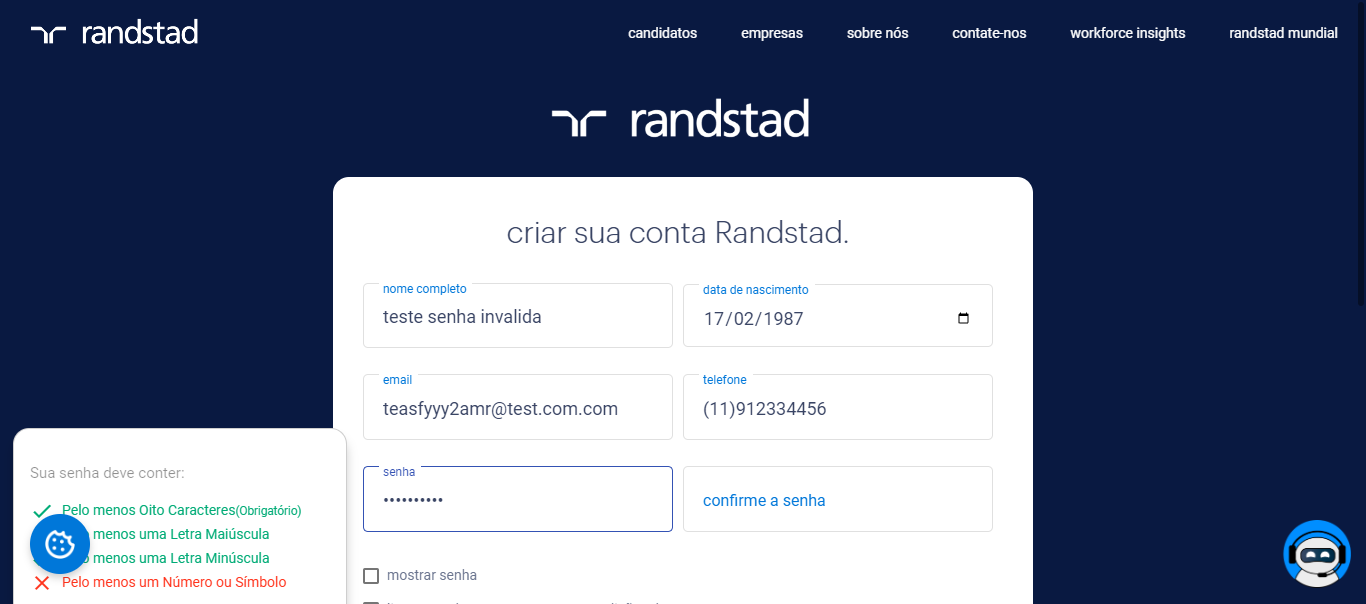 randstad
candidatos
empresas
sobre nós
contate-nos
workforce insights
randstad mundial
randstad
criar sua conta Randstad.
nome completo
teste senha invalida
data de nascimento
17/02/1987
email
teasfyyy2amr@test.com.com
telefone
(11)912334456
senha
••••••••••
confirme a senha
mostrar senha
Sua senha deve conter:
Pelo menos Oito Caracteres(Obrigatório)
menos uma Letra Maiúscula
menos uma Letra Minúscula
Pelo menos um Número ou Símbolo